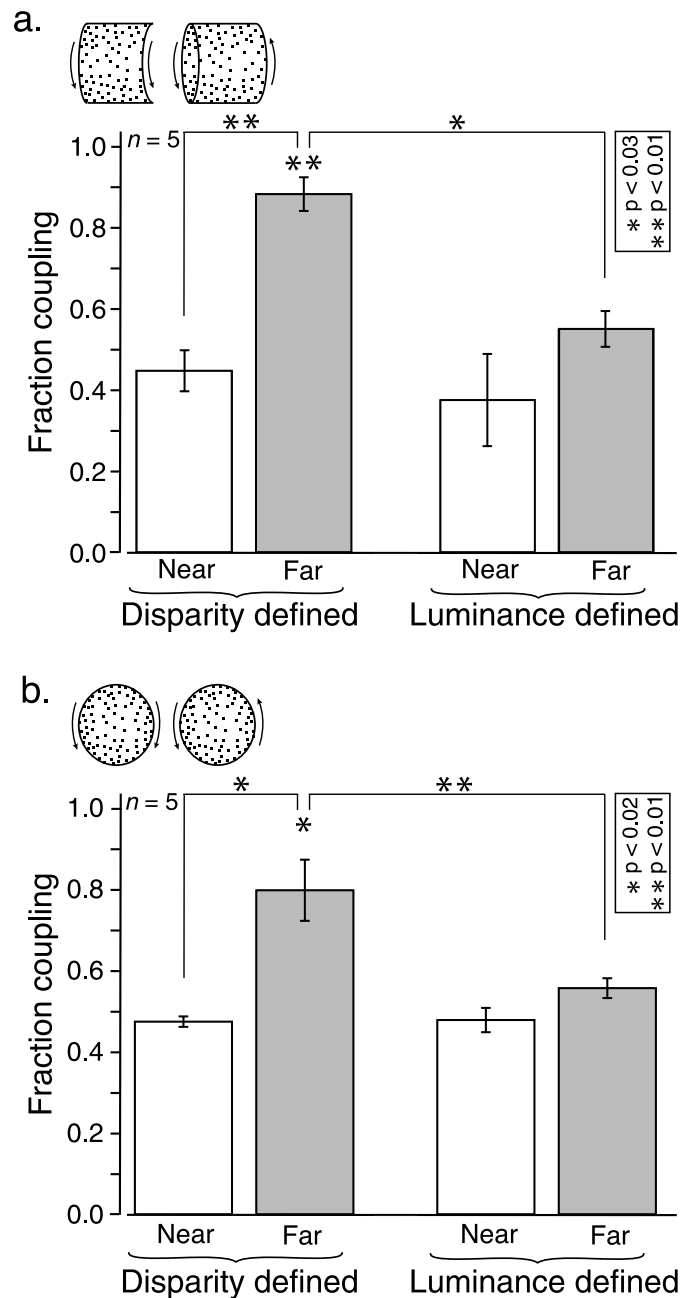 a.
** *
n = 5
**
* p < 0.03
** p < 0.01
1.0
0.8
0.6
0.4
0.2
0.0
Fraction coupling
Near Far Near Far
Disparity defined Luminance defined
b.
* **
n = 5
*
* p < 0.02
** p < 0.01
1.0
0.8
0.6
0.4
0.2
0.0
Fraction coupling
Near Far Near Far
Disparity defined Luminance defined